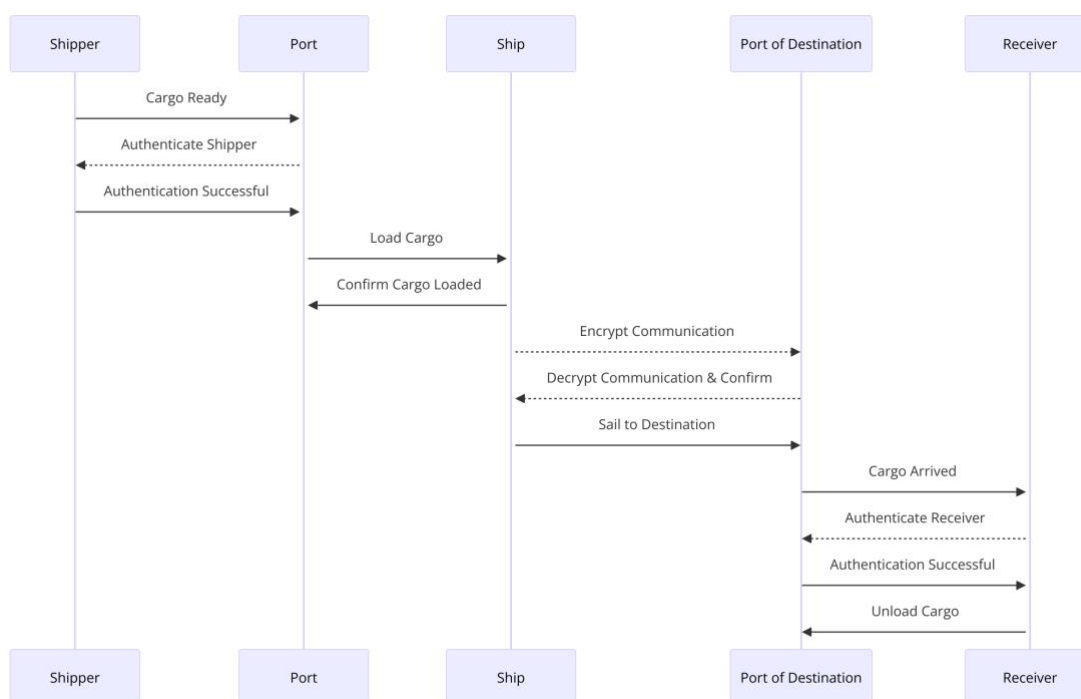 Shipper
Port
Ship
Port of Destination
Receiver
Cargo Ready
Authenticate Shipper
Authentication Successful
Load Cargo
Confirm Cargo Loaded
Encrypt Communication
Decrypt Communication & Confirm
Sail to Destination
Cargo Arrived
Authenticate Receiver
Authentication Successful
Unload Cargo
Shipper
Port
Ship
Port of Destination
Receiver